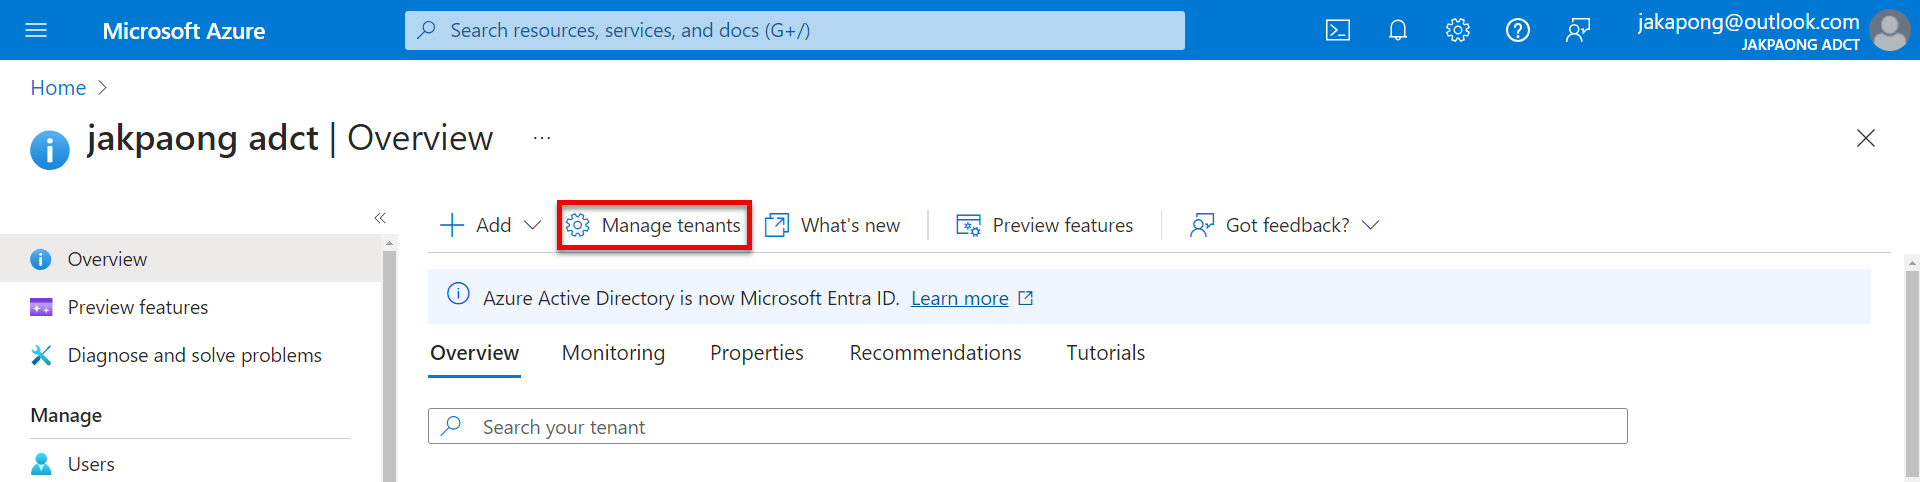 Microsoft Azure
Search resources, services, and docs (G+/)
jakapong@outlook.com
JAKPAONG ADCT
Home
jakpaong adct | Overview
Add
Manage tenants
What's new
Preview features
Got feedback?
Overview
Preview features
Diagnose and solve problems
Manage
Users
Azure Active Directory is now Microsoft Entra ID. Learn more
Overview Monitoring Properties Recommendations Tutorials
Search your tenant